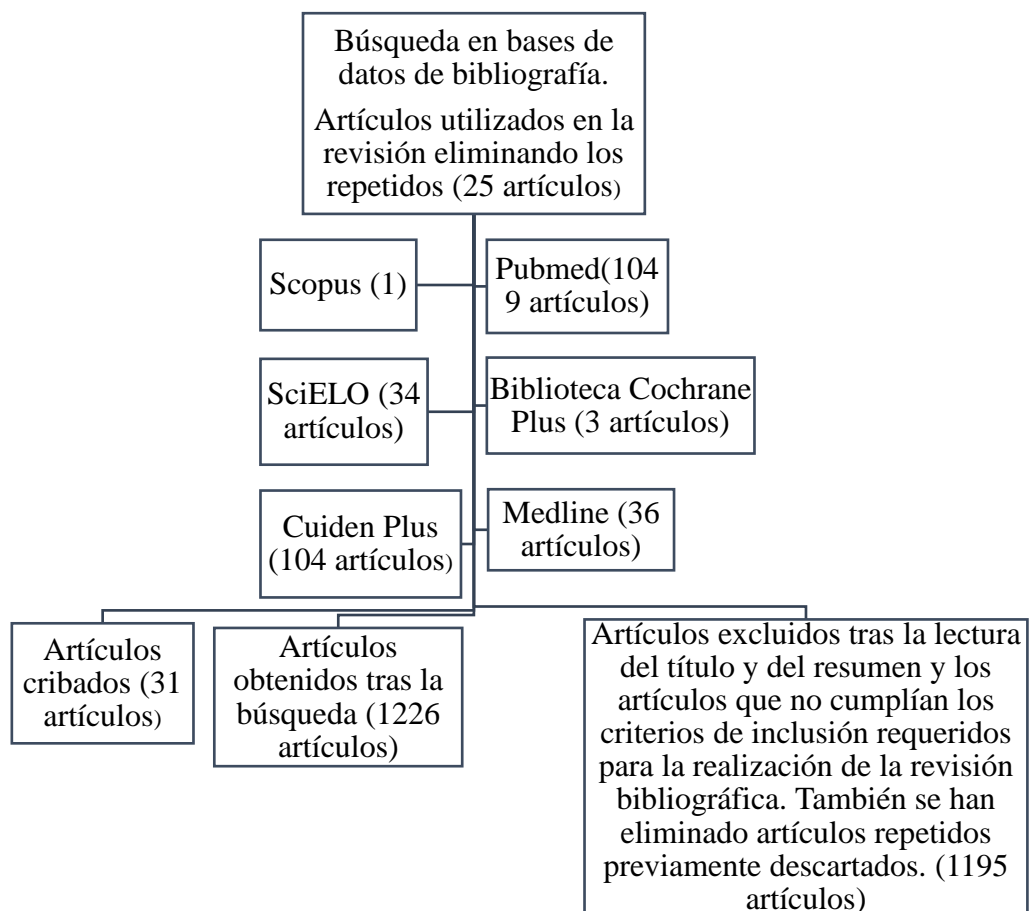 Búsqueda en bases de
datos de bibliografía.
Artículos utilizados en la
revisión eliminando los
repetidos (25 artículos)
Scopus (1)
Pubmed(104
9 artículos)
SciELO (34
artículos)
Biblioteca Cochrane
Plus (3 artículos)
Cuiden Plus
(104 artículos)
Medline (36
artículos)
Artículos
cribados (31
artículos)
Artículos
obtenidos tras la
búsqueda (1226
artículos)
Artículos excluidos tras la lectura
del título y del resumen y los
artículos que no cumplían los
criterios de inclusión requeridos
para la realización de la revisión
bibliográfica. También se han
eliminado artículos repetidos
previamente descartados. (1195
artículos)